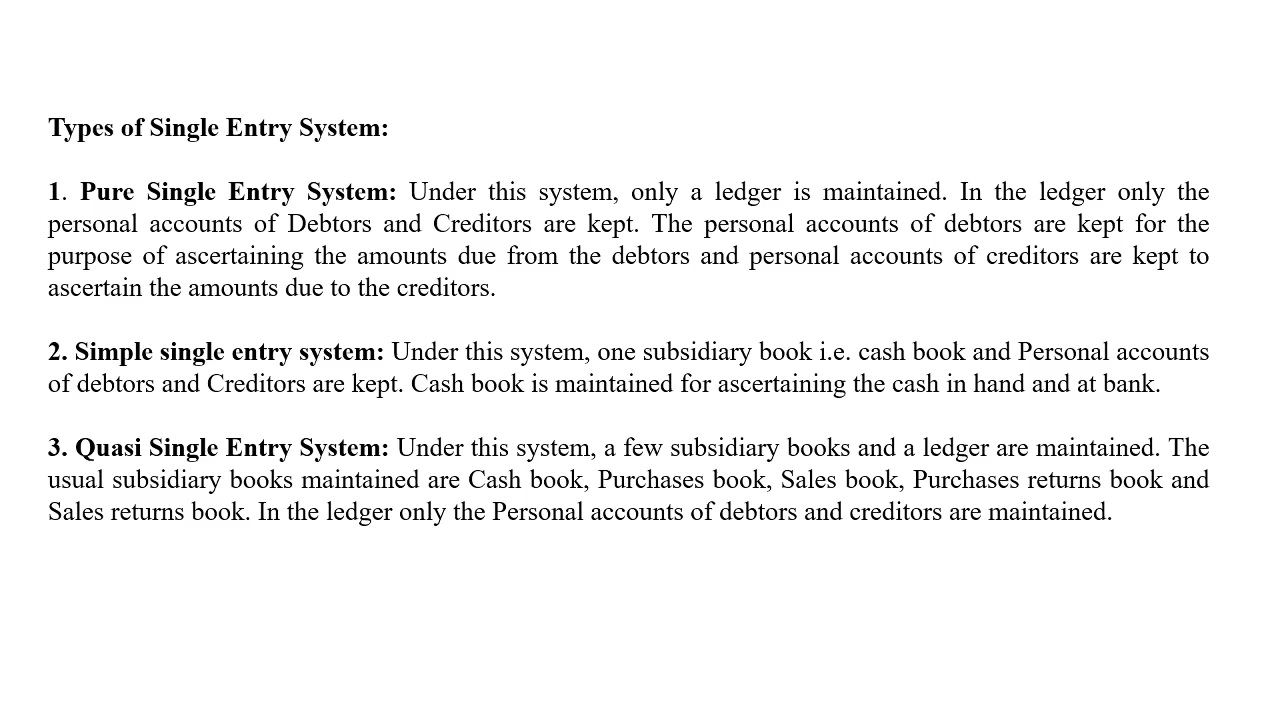 Types of Single Entry System:
1. Pure Single Entry System: Under this system, only a ledger is maintained. In the ledger only the
personal accounts of Debtors and Creditors are kept. The personal accounts of debtors are kept for the
purpose of ascertaining the amounts due from the debtors and personal accounts of creditors are kept to
ascertain the amounts due to the creditors.
2. Simple single entry system: Under this system, one subsidiary book i.e. cash book and Personal accounts
of debtors and Creditors are kept. Cash book is maintained for ascertaining the cash in hand and at bank.
3. Quasi Single Entry System: Under this system, a few subsidiary books and a ledger are maintained. The
usual subsidiary books maintained are Cash book, Purchases book, Sales book, Purchases returns book and
Sales returns book. In the ledger only the Personal accounts of debtors and creditors are maintained.